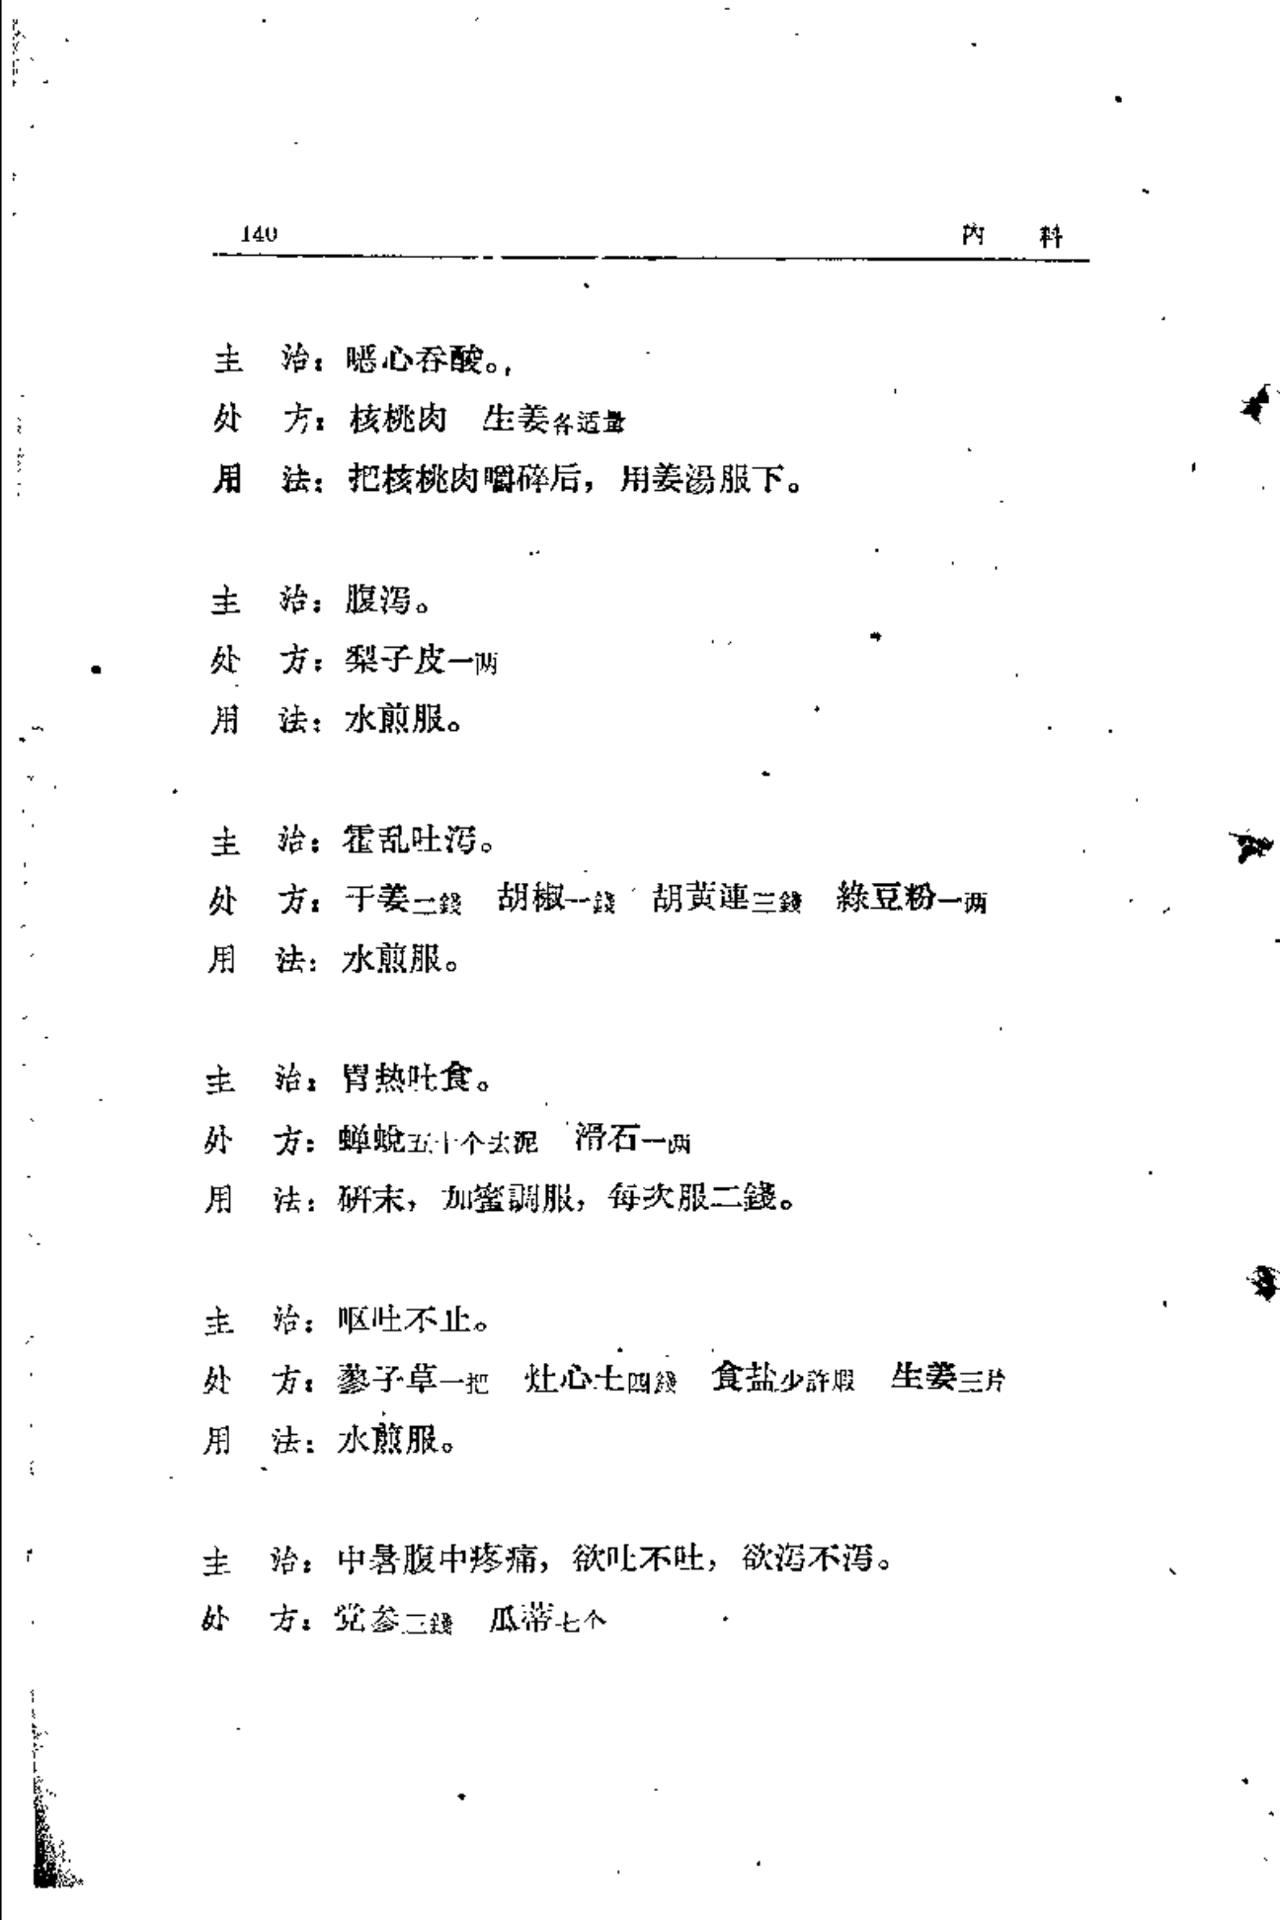 140 内 科
主 治：噁心吞酸。
处 方：核桃肉 生姜各适量
用 法：把核桃肉嚼碎后，用姜湯服下。
主 治：腹泻。
处 方：梨子皮一两
用 法：水煎服。
主 治：霍乱吐泻。
处 方：干姜二錢 胡椒一錢 胡黃連三錢 綠豆粉一两
用 法：水煎服。
主 治：胃热吐食。
处 方：蝉蛻五十个去泥 滑石一两
用 法：研末，加蜜調服，每次服二錢。
主 治：呕吐不止。
处 方：蓼子草一把 灶心土四錢 食盐少許煅 生姜三片
用 法：水煎服。
主 治：中暑腹中疼痛，欲吐不吐，欲泻不泻。
处 方：党参三錢 瓜蒂七个